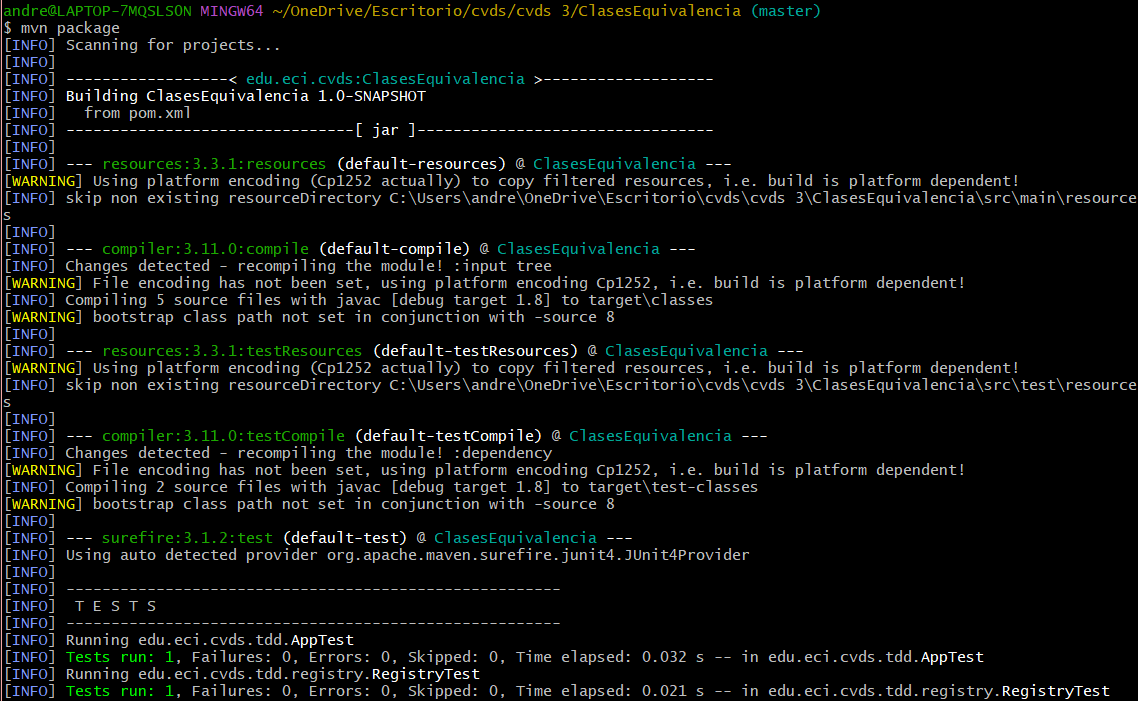 andre@LAPTOP-7MQSLS0N MINGW64 ~/OneDrive/Escritorio/cvds/cvds 3/ClasesEquivalencia (master)
$ mvn package
[INFO] Scanning for projects...
[INFO]
[INFO] ------------------< edu.eci.cvds:ClasesEquivalencia >-------------------
[INFO] Building ClasesEquivalencia 1.0-SNAPSHOT
[INFO]   from pom.xml
[INFO] --------------------------------[ jar ]---------------------------------
[INFO]
[INFO] --- resources:3.3.1:resources (default-resources) @ ClasesEquivalencia ---
[WARNING] Using platform encoding (Cp1252 actually) to copy filtered resources, i.e. build is platform dependent!
[INFO] skip non existing resourceDirectory C:\Users\andre\OneDrive\Escritorio\cvds\cvds 3\ClasesEquivalencia\src\main\resource
s
[INFO]
[INFO] --- compiler:3.11.0:compile (default-compile) @ ClasesEquivalencia ---
[INFO] Changes detected - recompiling the module! :input tree
[WARNING] File encoding has not been set, using platform encoding Cp1252, i.e. build is platform dependent!
[INFO] Compiling 5 source files with javac [debug target 1.8] to target\classes
[WARNING] bootstrap class path not set in conjunction with -source 8
[INFO]
[INFO] --- resources:3.3.1:testResources (default-testResources) @ ClasesEquivalencia ---
[WARNING] Using platform encoding (Cp1252 actually) to copy filtered resources, i.e. build is platform dependent!
[INFO] skip non existing resourceDirectory C:\Users\andre\OneDrive\Escritorio\cvds\cvds 3\ClasesEquivalencia\src\test\resource
s
[INFO]
[INFO] --- compiler:3.11.0:testCompile (default-testCompile) @ ClasesEquivalencia ---
[INFO] Changes detected - recompiling the module! :dependency
[WARNING] File encoding has not been set, using platform encoding Cp1252, i.e. build is platform dependent!
[INFO] Compiling 2 source files with javac [debug target 1.8] to target\test-classes
[WARNING] bootstrap class path not set in conjunction with -source 8
[INFO]
[INFO] --- surefire:3.1.2:test (default-test) @ ClasesEquivalencia ---
[INFO] Using auto detected provider org.apache.maven.surefire.junit4.JUnit4Provider
[INFO]
[INFO] -------------------------------------------------------
[INFO]  T E S T S
[INFO] -------------------------------------------------------
[INFO] Running edu.eci.cvds.tdd.AppTest
[INFO] Tests run: 1, Failures: 0, Errors: 0, Skipped: 0, Time elapsed: 0.032 s -- in edu.eci.cvds.tdd.AppTest
[INFO] Running edu.eci.cvds.tdd.registry.RegistryTest
[INFO] Tests run: 1, Failures: 0, Errors: 0, Skipped: 0, Time elapsed: 0.021 s -- in edu.eci.cvds.tdd.registry.RegistryTest